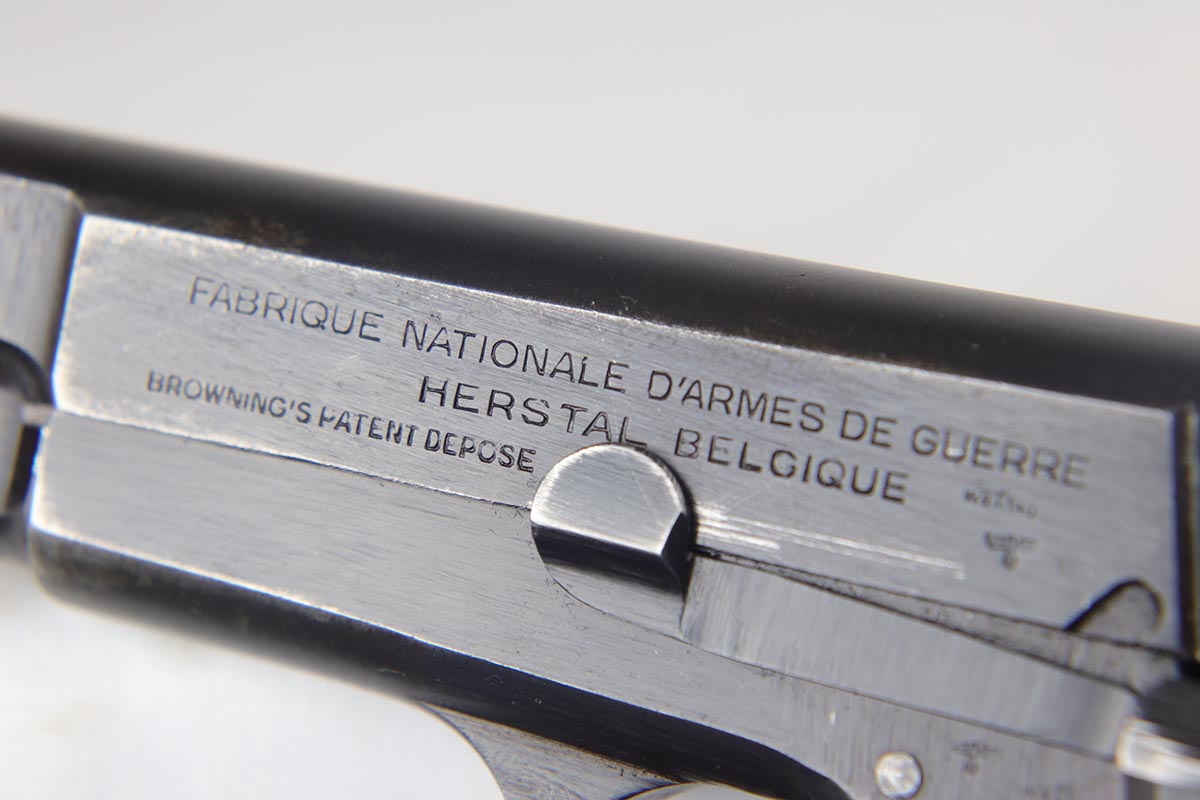 FABRIQUE NATIONALE D'ARMES DE GUERRE
HERSTAL BELGIQUE
BROWNING'S PATENT DEPOSE